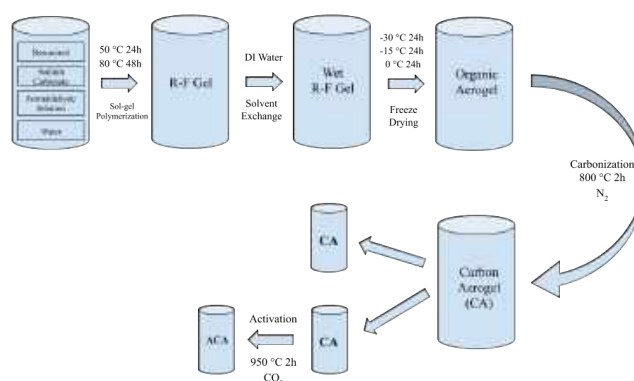 Resorcinol
Sodium
Carbonate
Formaldehyde
Solution
Water
50 °C 24h
80 °C 48h
Sol-gel
Polymerization
R-F Gel
DI Water
Solvent
Exchange
Wet
R-F Gel
-30 °C 24h
-15 °C 24h
0 °C 24h
Freeze
Drying
Organic
Aerogel
Carbonization
800 °C 2h
N₂
Carbon
Aerogel
(CA)
CA
CA
Activation
950 °C 2h
CO₂
ACA